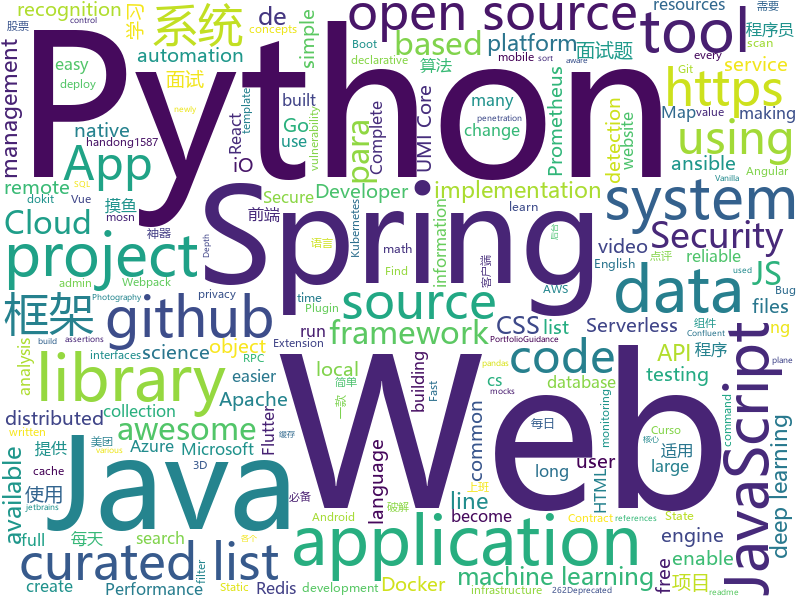 Python
Web
Spring
Java
JavaScript
open source
系统
tool
recognition
de
学习
automation
simple
面试
based
platform
算法
resources
面试题
股票
Boot
declarative
concepts
mobile
sort
every
Git
aware
scan
control
需要
程序员
service
https
easy
deploy
newly
management
native
handong1587
template
built
React
Go
use
vulnerability
para
Complete
UMI Core
many
change
Prometheus
penetration
detection
website
Map
value
making
using
ansible
Angular
App
remote
Vue
SQL
dokit
mosn
摸鱼
iO
Developer
implementation
Vanilla
learn
system
Cloud
神器
前端
Secure
语言
Depth
Kubernetes
math
Find
information
客户端
后台
video
点评
English
used
AWS
Security
reliable
project
admin
Webpack
Photography
privacy
time
Plugin
CSS
list
files
JS
Bug
框架
github
source
data
framework
Extension
run
local
Serverless
组件
Confluent
ng
analysis
interfaces
science
object
RPC
build
assertions
easier
building
cs
code
PortfolioGuidance
API
程序
library
database
testing
plane
pandas
Fast
mocks
distributed
collection
Apache
Flutter
一款
简单
awesome
common
monitoring
每日
Curso
核心
适用
command
available
written
提供
美团
various
Azure
Microsoft
language
application
user
long
HTML
large
deep learning
使用
每天
3D
缓存
line
become
cache
必备
破解
上班
Contract
State
engine
curated list
full
search
Android
machine learning
enable
free
项目
create
Performance
filter
Static
Redis
jetbrains
development
Docker
各个
infrastructure
262Deprecated
references
readme